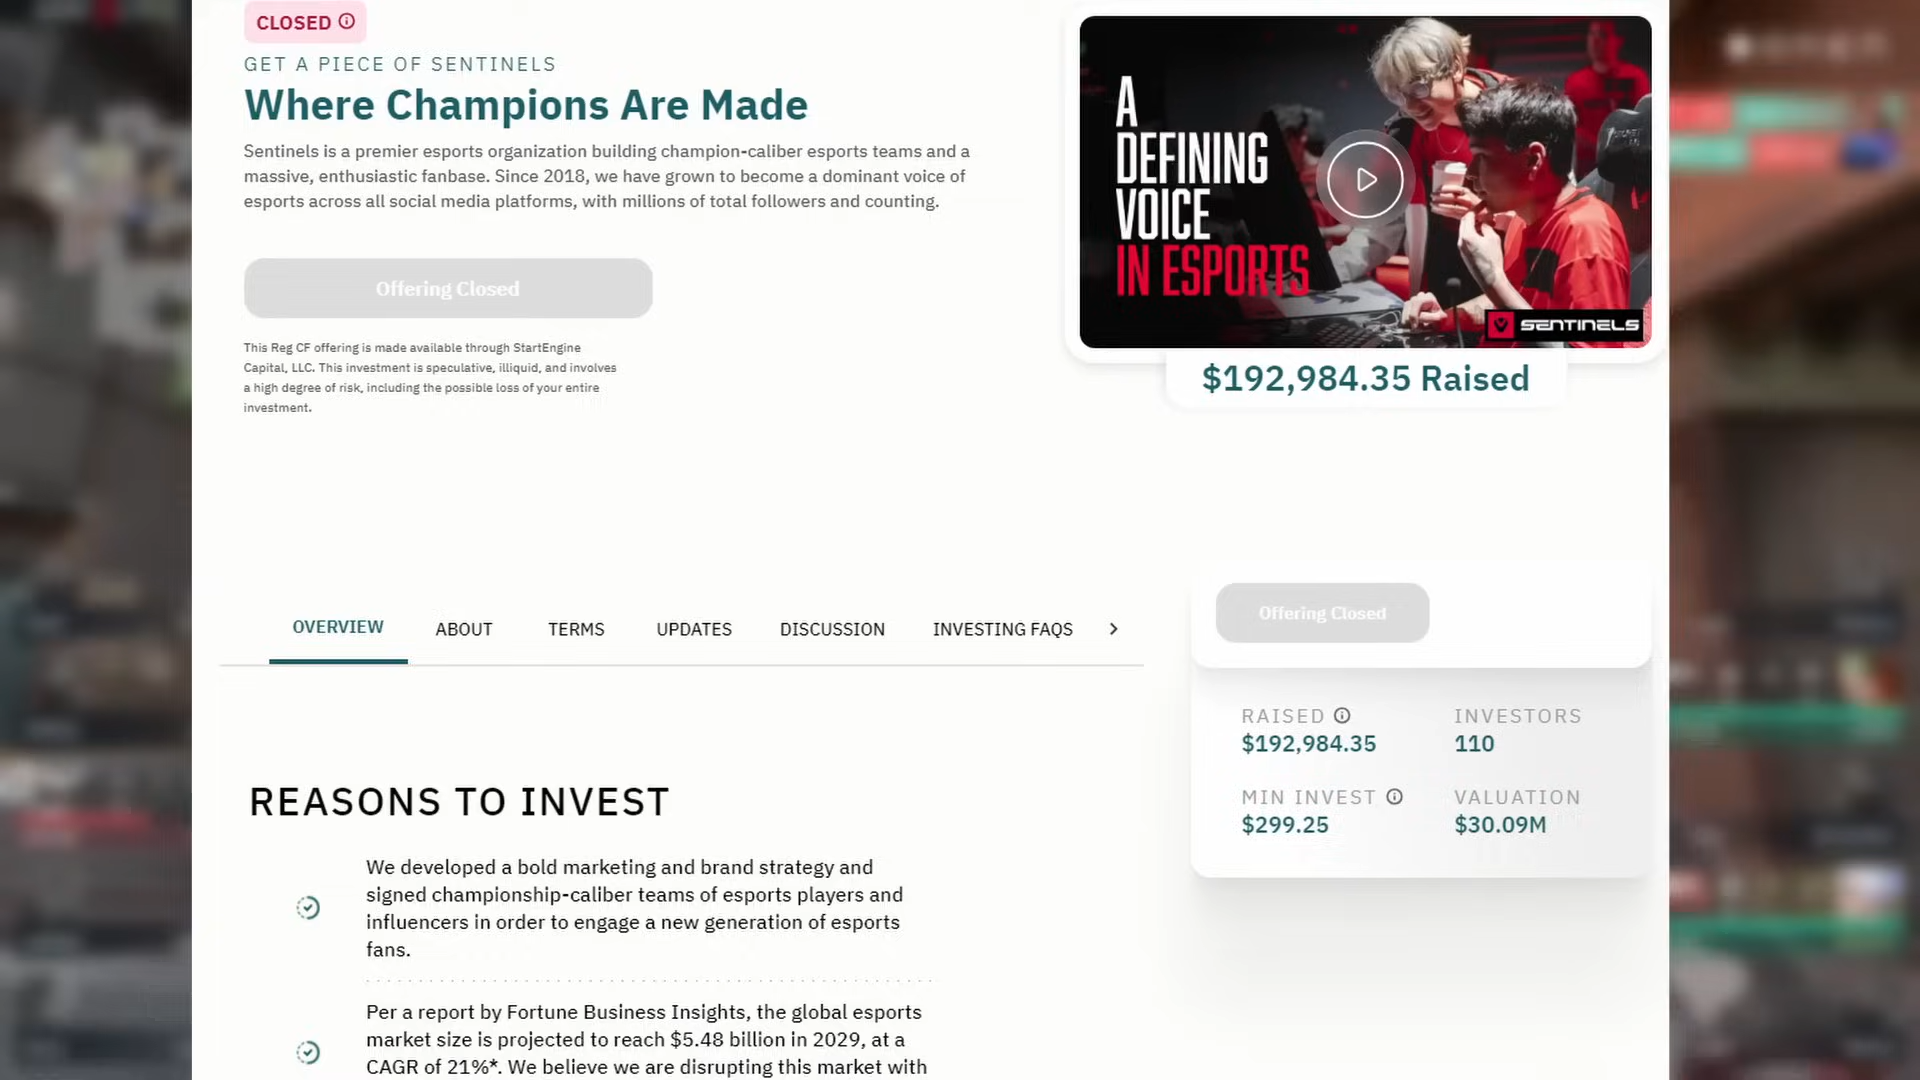 CLOSED
GET A PIECE OF SENTINELS
Where Champions Are Made
Sentinels is a premier esports organization building champion-caliber esports teams and a
massive, enthusiastic fanbase. Since 2018, we have grown to become a dominant voice of
esports across all social media platforms, with millions of total followers and counting.
Offering Closed
This Reg CF offering is made available through StartEngine
Capital, LLC. This investment is speculative, illiquid, and involves
a high degree of risk, including the possible loss of your entire
investment.
A
DEFINING
VOICE
IN ESPORTS
SENTINELS
$192,984.35 Raised
OVERVIEW
ABOUT
TERMS
UPDATES
DISCUSSION
INVESTING FAQS
Offering Closed
RAISED
$192,984.35
INVESTORS
110
MIN INVEST
$299.25
VALUATION
$30.09M
REASONS TO INVEST
We developed a bold marketing and brand strategy and
signed championship-caliber teams of esports players and
influencers in order to engage a new generation of esports
fans.
Per a report by Fortune Business Insights, the global esports
market size is projected to reach $5.48 billion in 2029, at a
CAGR of 21%*. We believe we are disrupting this market with